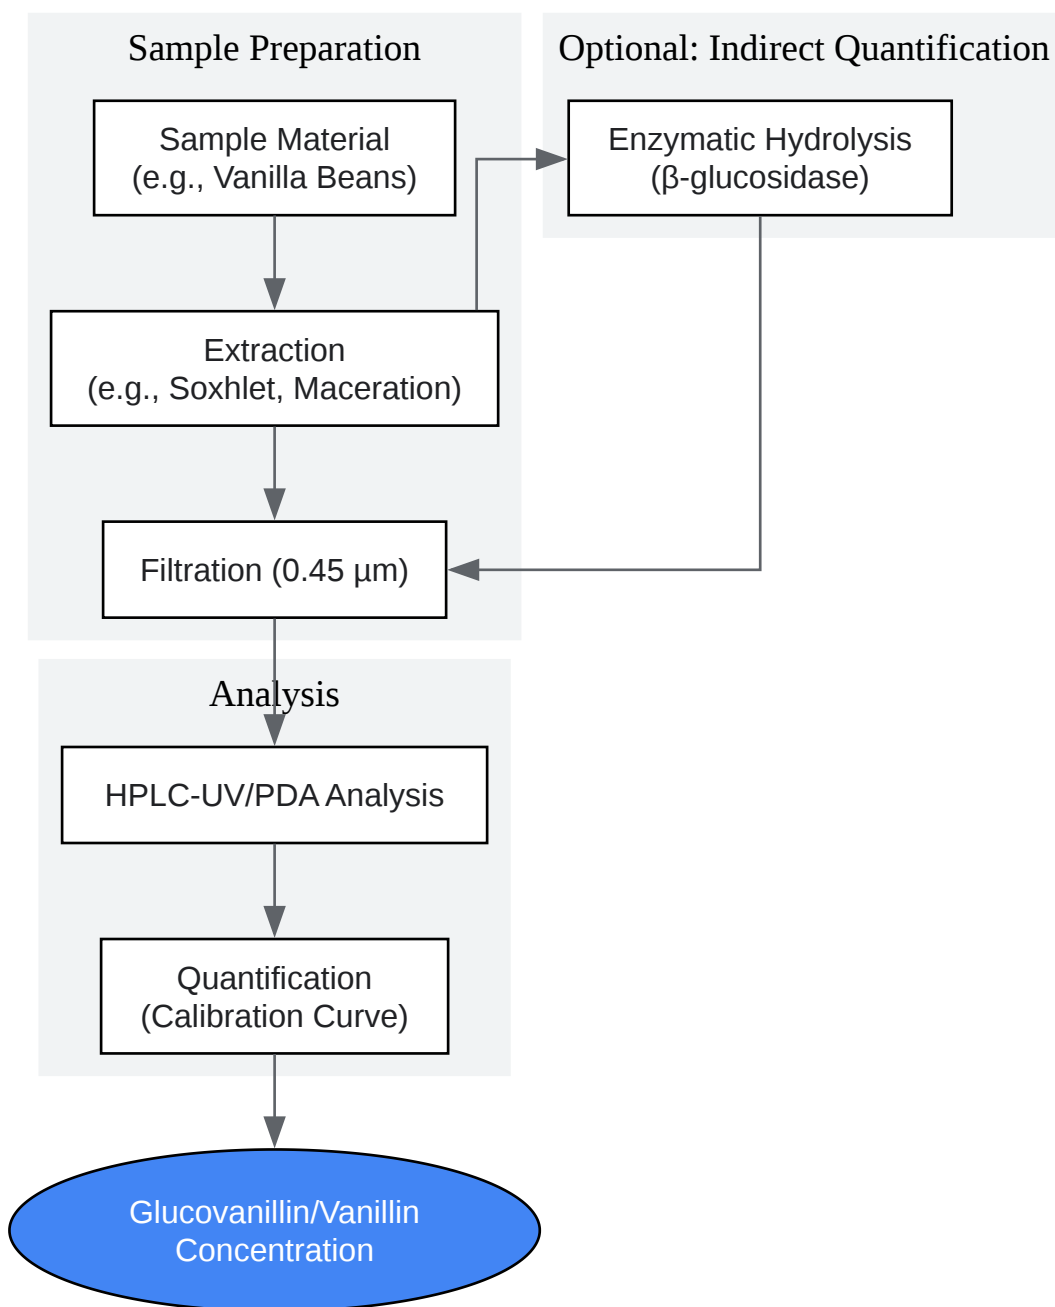 Sample Preparation
Optional: Indirect Quantification
Sample Material
(e.g., Vanilla Beans)
Enzymatic Hydrolysis
(β-glucosidase)
Extraction
(e.g., Soxhlet, Maceration)
Filtration (0.45 µm)
Analysis
HPLC-UV/PDA Analysis
Quantification
(Calibration Curve)
Glucovanillin/Vanillin
Concentration